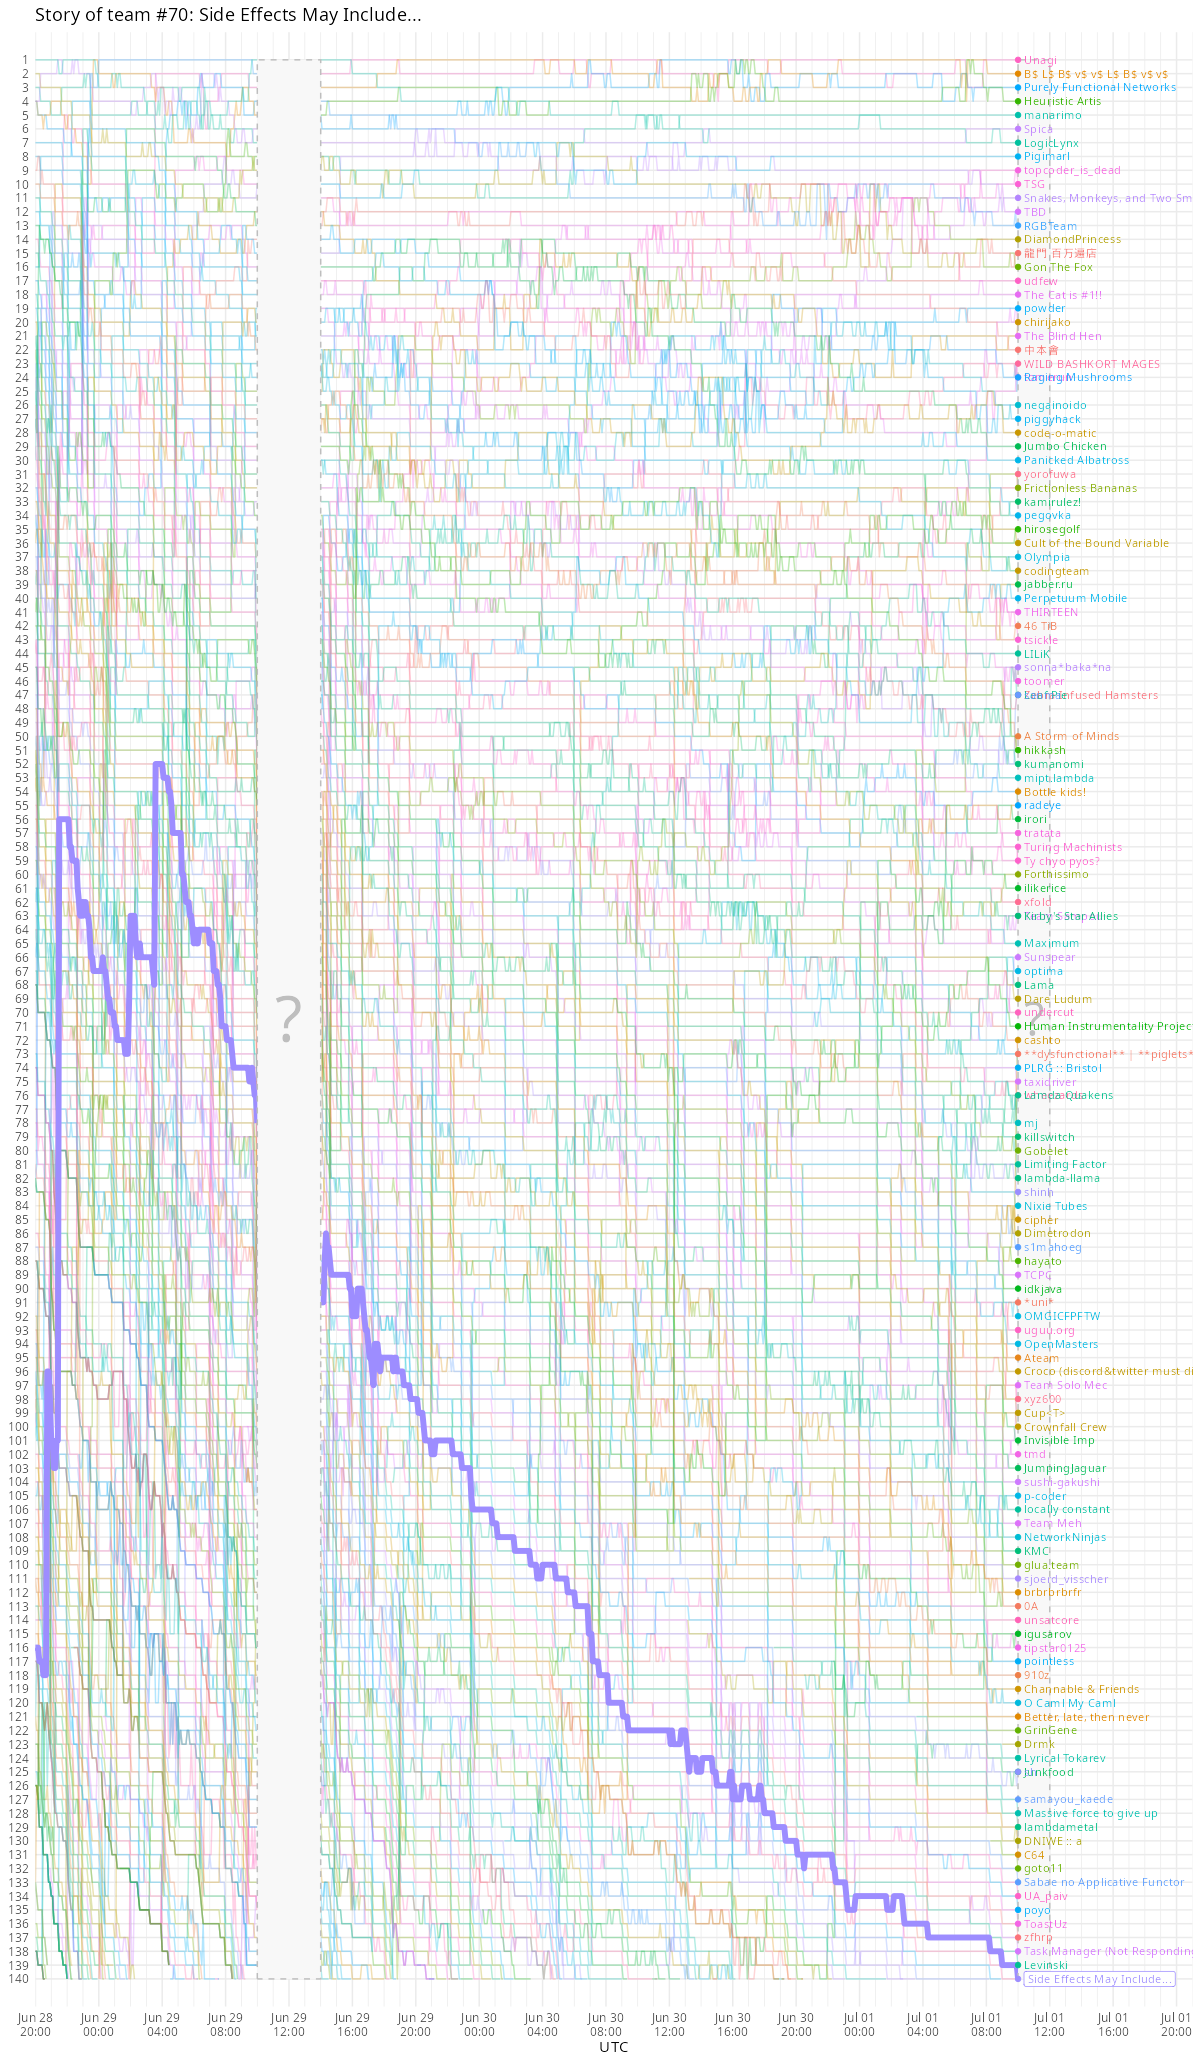 Story of team #70: Side Effects May Include...
1 Unagi
2 B$ L$ B$ v$ v$ L$ B$ v$ v$
3 Purely Functional Networks
4 Heuristic Artis
5 manarimo
6 Spica
7 LogicLynx
8 Pigimarl
9 topcoder_is_dead
10 TSG
11 Snakes, Monkeys, and Two Sm
12 TBD
13 RGBTeam
14 DiamondPrincess
15 龍門 百万遍店
16 Gon The Fox
17 udfew
18 The Cat is #1!!
19 powder
20 chirijako
21 The Blind Hen
22 中本會
23 WILD BASHKORT MAGES
24 Raging Mushrooms
25
26 negainoido
27 piggyhack
28 code-o-matic
29 Jumbo Chicken
30 Panicked Albatross
31 yorofuwa
32 Frictionless Bananas
33 kamirulez!
34 pegovka
35 hirosegolf
36 Cult of the Bound Variable
37 Olympia
38 codingteam
39 jabber.ru
40 Perpetuum Mobile
41 THIRTEEN
42 46 TiB
43 tsickle
44 LILiK
45 sonna*baka*na
46 toomer
47 Infused Hamsters
48
49
50 A Storm of Minds
51 hikkash
52 kumanomi
53 mipt.lambda
54 Bottle kids!
55 radeye
56 irori
57 tratata
58 Turing Machinists
59 Ty chyo pyos?
60 Forthissimo
61 ilikerice
62 xfold
63 Kirby's Star Allies
64
65 Maximum
66 Sunspear
67 optima
68 Lama
69 Dare Ludum
70 undercut
71 Human Instrumentality Projec
72 cashto
73 **dysfunctional** | **piglets*
74 PLRG :: Bristol
75 taxidriver
76 Quakens
77
78 mj
79 killswitch
80 Gobelet
81 Limiting Factor
82 lambda-llama
83 shinh
84 Nixie Tubes
85 cipher
86 Dimetrodon
87 s1mahoeg
88 hayato
89 TCPC
90 idkjava
91 *uni*
92 OMGICFPFTW
93 uguu.org
94 OpenMasters
95 Ateam
96 Croco (discord&twitter must di
97 Team Solo Mec
98 xyz600
99 Cup<T>
100 Crownfall Crew
101 Invisible Imp
102 tmd
103 JumpingJaguar
104 sushi-gakushi
105 p-coder
106 locally constant
107 Team Meh
108 NetworkNinjas
109 KMC
110 glua.team
111 sjoerd_visscher
112 brbrbrbrfr
113 0A
114 unsatcore
115 igusarov
116 tipstar0125
117 pointless
118 910z
119 Channable & Friends
120 O Caml My Caml
121 Better, late, then never
122 GrinGene
123 Drmk
124 Lyrical Tokarev
125 Junkfood
126
127 samayou_kaede
128 Massive force to give up
129 lambdametal
130 DNIWE :: a
131 C64
132 goto11
133 Sabae no Applicative Functor
134 UA_paiv
135 poyo
136 ToastUz
137 zfhrp
138 Task Manager (Not Respondin
139 Levinski
140 Side Effects May Include...
?
?
Jun 28 20:00
Jun 29 00:00
Jun 29 04:00
Jun 29 08:00
Jun 29 12:00
Jun 29 16:00
Jun 29 20:00
Jun 30 00:00
Jun 30 04:00
Jun 30 08:00
Jun 30 12:00
Jun 30 16:00
Jun 30 20:00
Jul 01 00:00
Jul 01 04:00
Jul 01 08:00
Jul 01 12:00
Jul 01 16:00
Jul 01 20:00
UTC